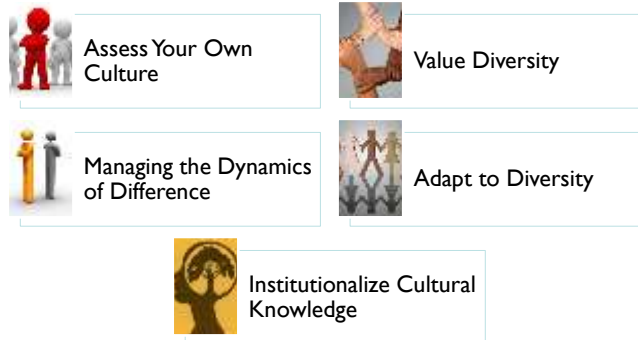 Assess Your Own
Culture
Value Diversity
Managing the Dynamics
of Difference
Adapt to Diversity
Institutionalize Cultural
Knowledge